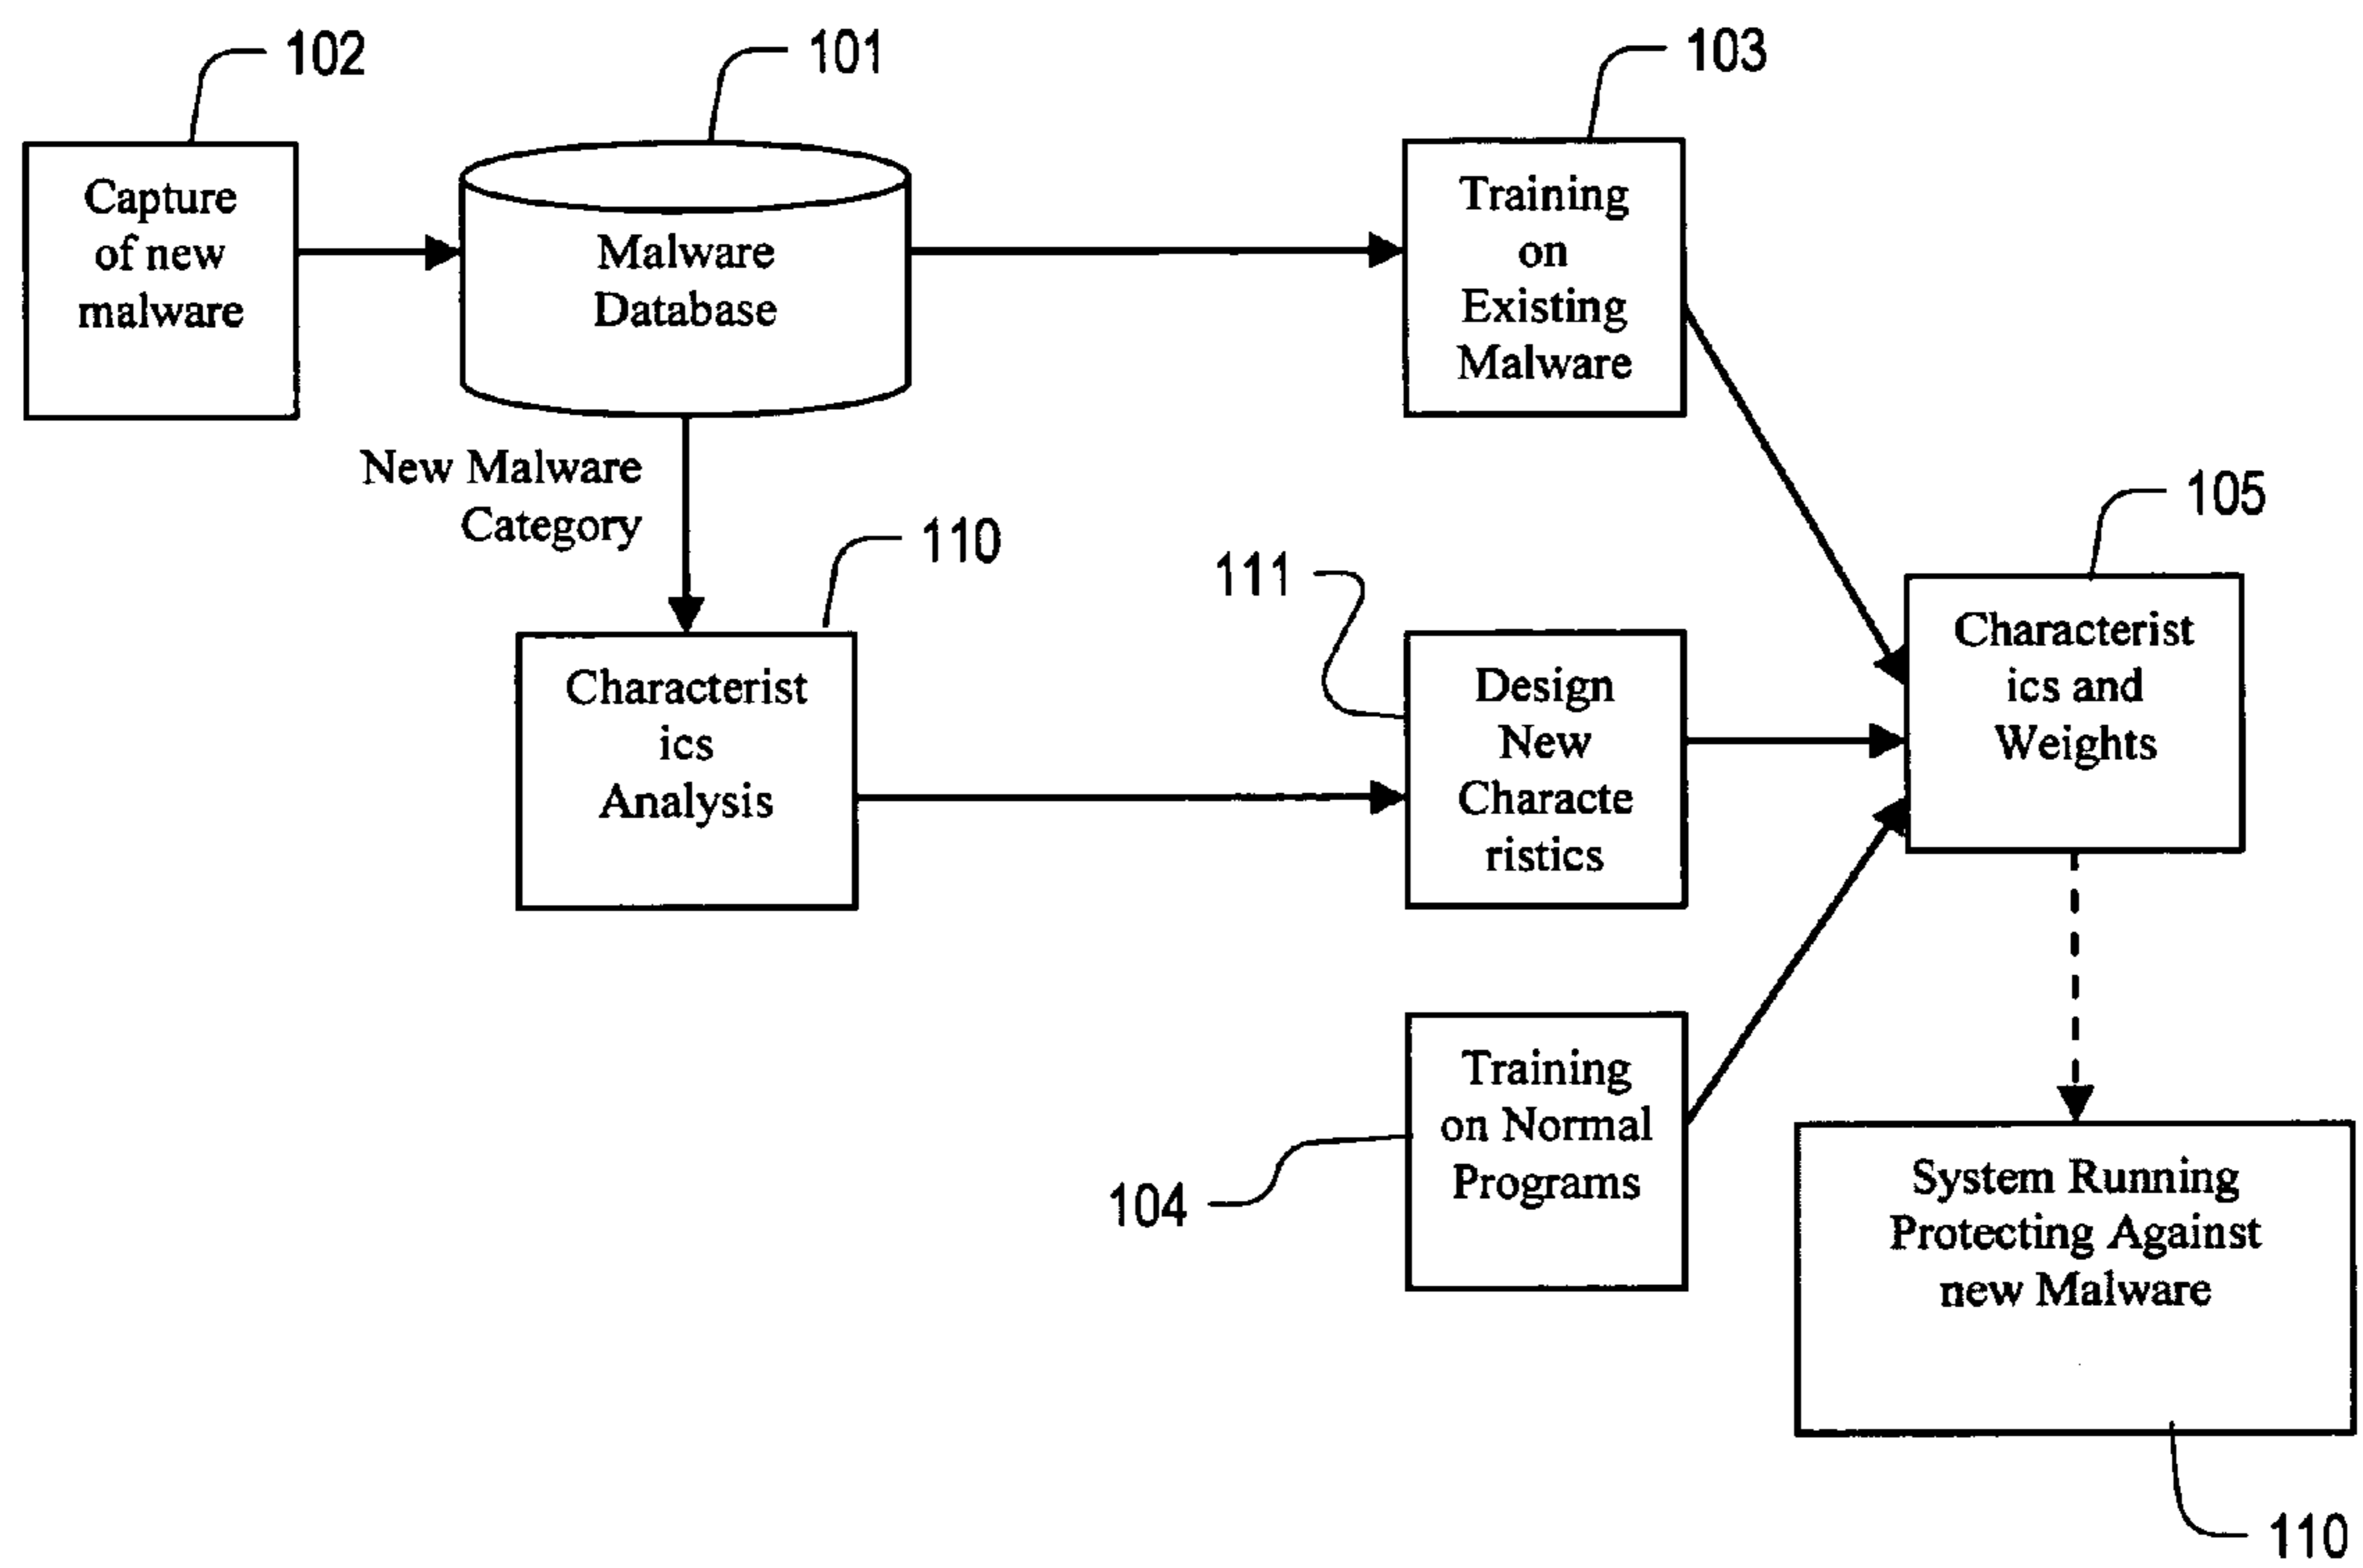 102
101
103
Capture
of new
malware
Malware
Database
Training
on
Existing
Malware
New Malware
Category
110
111
105
Characterist
ics
Analysis
Design
New
Characte
ristics
Characterist
ics and
Weights
104
Training
on Normal
Programs
System Running
Protecting Against
new Malware
110